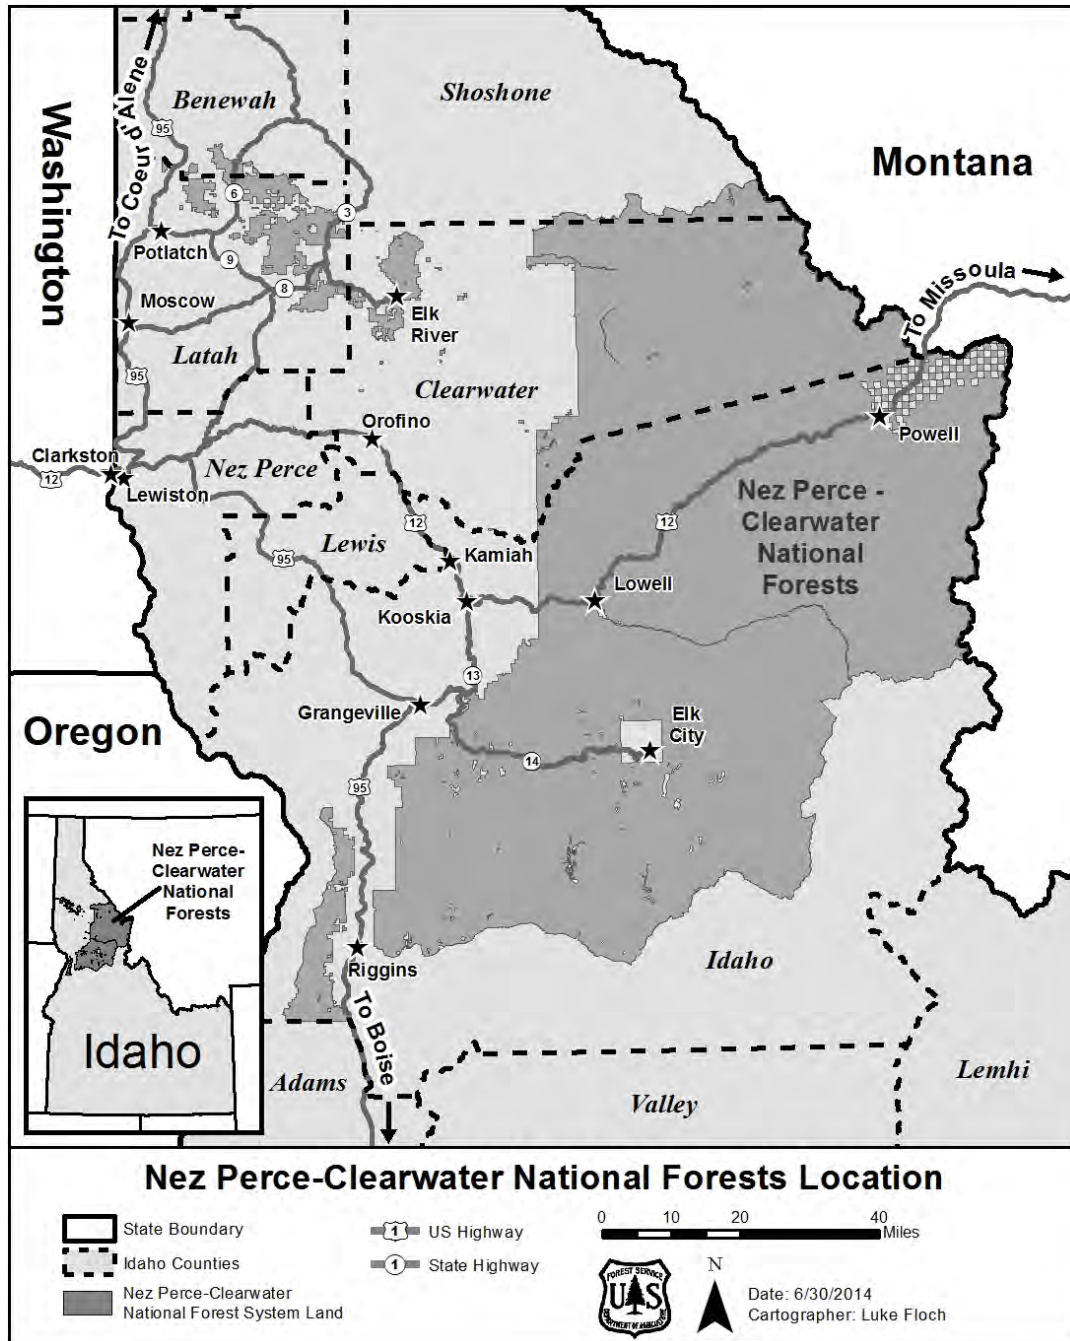 Washington
To Coeur d'Alene
95
Benewah
Shoshone
Montana
6
3
Potlatch
9
8
Moscow
Elk
River
To Missoula
Latah
95
Clearwater
Orofino
Powell
Clarkston
12
Lewiston
Nez Perce
Nez Perce -
Clearwater
National
Forests
12
12
Lewis
95
Kamiah
Lowell
Kooskia
13
Grangeville
Elk
City
14
Oregon
95
Nez Perce-
Clearwater
National
Forests
Idaho
Riggins
To Boise
Idaho
Adams
Valley
Lemhi
Nez Perce-Clearwater National Forests Location
State Boundary
Idaho Counties
Nez Perce-Clearwater
National Forest System Land
1 US Highway
1 State Highway
0 10 20 40
Miles
FOREST SERVICE
U S
DEPARTMENT OF AGRICULTURE
N
Date: 6/30/2014
Cartographer: Luke Floch